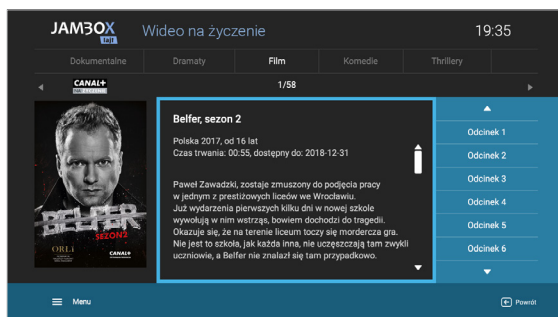 JAMBOX
lajt
Wideo na życzenie
19:35
Dokumentalne Dramaty Film Komedie Thrillery
CANAL+
NA ŻYCZENIE
1/58
Belfer, sezon 2
Polska 2017, od 16 lat
Czas trwania: 00:55, dostępny do: 2018-12-31
Paweł Zawadzki, zostaje zmuszony do podjęcia pracy
w jednym z prestiżowych liceów we Wrocławiu.
Już wydarzenia pierwszych kilku dni w nowej szkole
wywołują w nim wstrząs, bowiem dochodzi do tragedii.
Okazuje się, że na terenie liceum toczy się mordercza gra.
Nie jest to szkoła, jak każda inna, nie uczęszczają tam zwykli
uczniowie, a Belfer nie znalazł się tam przypadkowo.
BELFER
SEZON2
ORŁY
CANAL+
Odcinek 1
Odcinek 2
Odcinek 3
Odcinek 4
Odcinek 5
Odcinek 6
Menu
Powrót